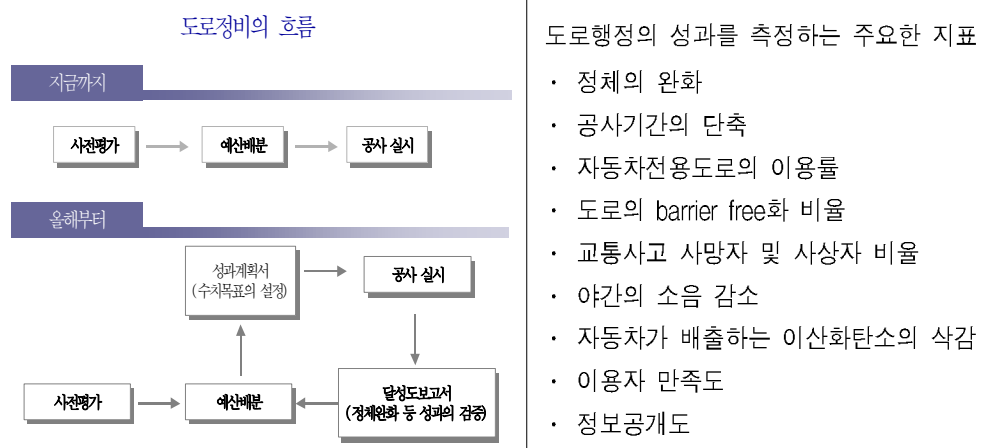 도로정비의 흐름
지금까지
사전평가
예산배분
공사 실시
올해부터
성과계획서
(수치목표의 설정)
공사 실시
사전평가
예산배분
달성도보고서
(정체완화 등 성과의 검증)
도로행정의 성과를 측정하는 주요한 지표
· 정체의 완화
· 공사기간의 단축
· 자동차전용도로의 이용률
· 도로의 barrier free화 비율
· 교통사고 사망자 및 사상자 비율
· 야간의 소음 감소
· 자동차가 배출하는 이산화탄소의 삭감
· 이용자 만족도
· 정보공개도